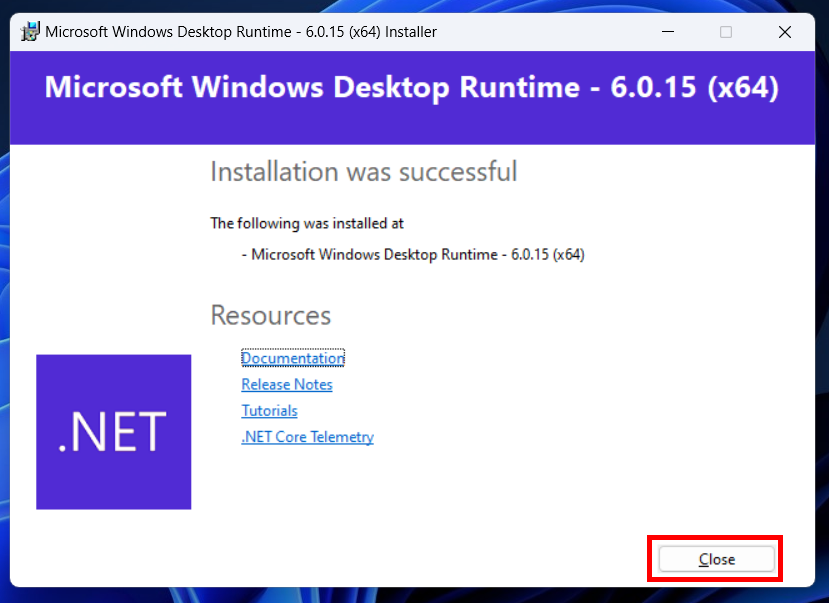 Microsoft Windows Desktop Runtime - 6.0.15 (x64) Installer
Microsoft Windows Desktop Runtime - 6.0.15 (x64)
Installation was successful
The following was installed at
- Microsoft Windows Desktop Runtime - 6.0.15 (x64)
Resources
Documentation
Release Notes
Tutorials
.NET Core Telemetry
.NET
Close